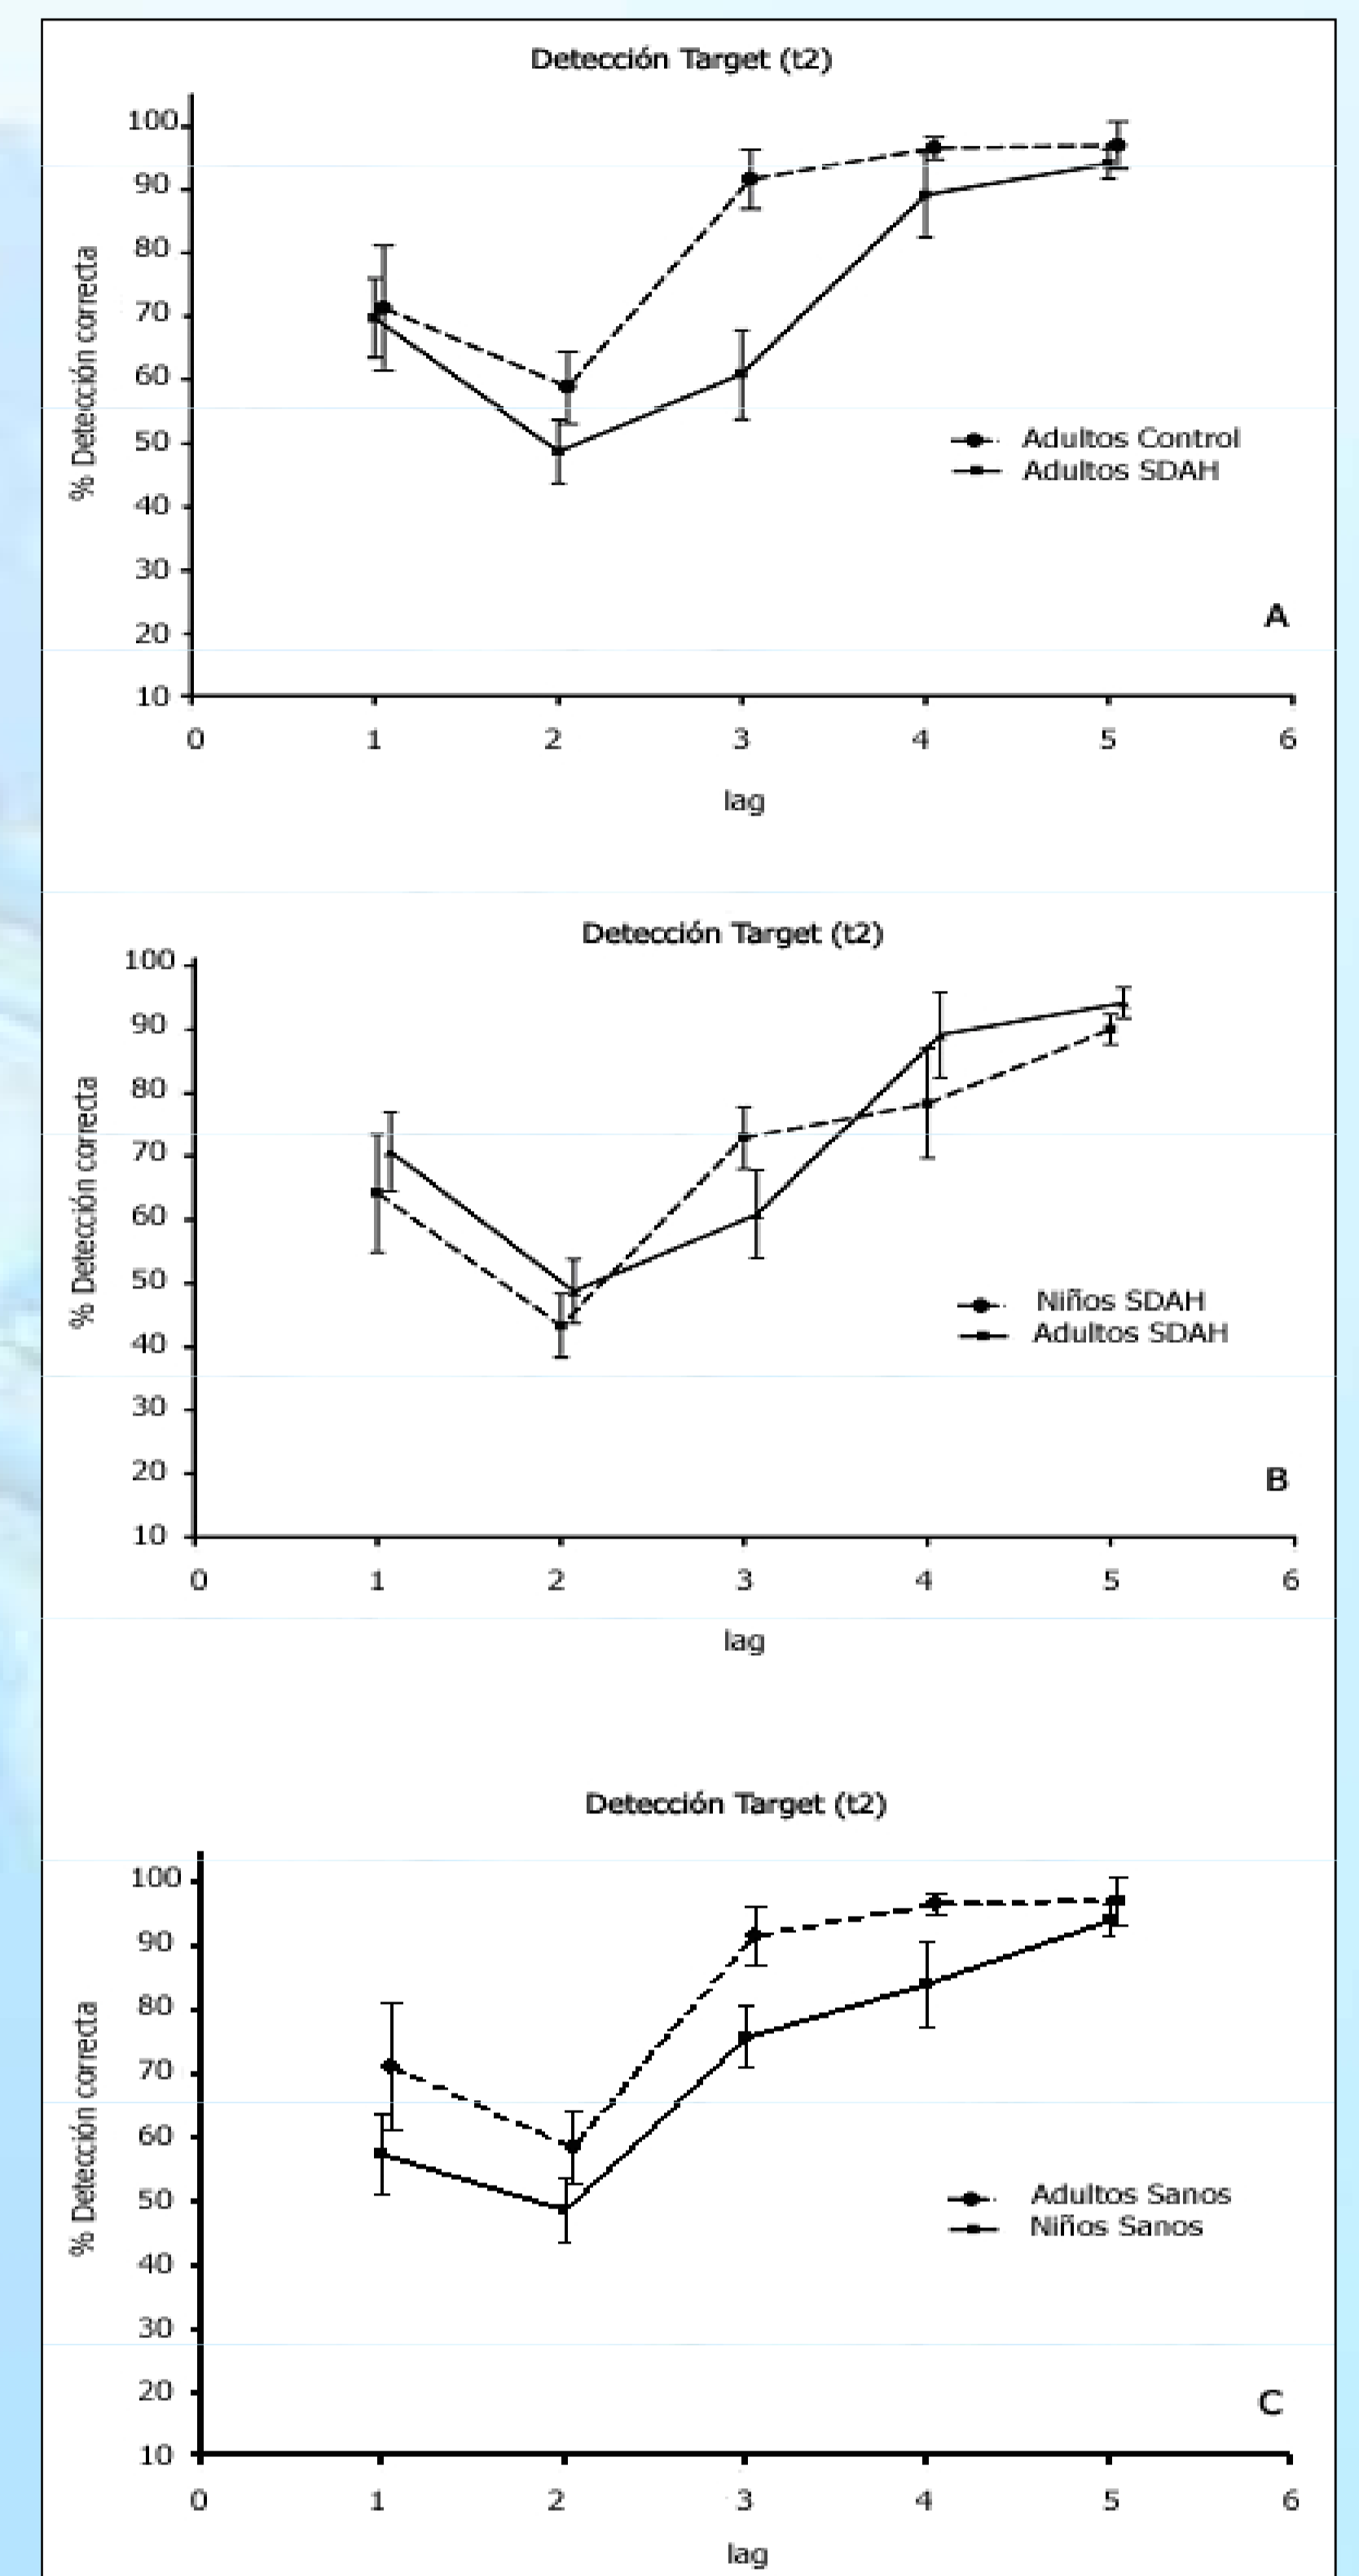 Detección Target (t2)
100
90
80
70
60
50
40
30
20
10
% Detección correcta
Adultos Control
Adultos SDAH
A
0 1 2 3 4 5 6
lag
Detección Target (t2)
100
90
80
70
60
50
40
30
20
10
% Detección correcta
Niños SDAH
Adultos SDAH
B
0 1 2 3 4 5 6
lag
Detección Target (t2)
100
90
80
70
60
50
40
30
20
10
% Detección correcta
Adultos Sanos
Niños Sanos
C
0 1 2 3 4 5 6
lag